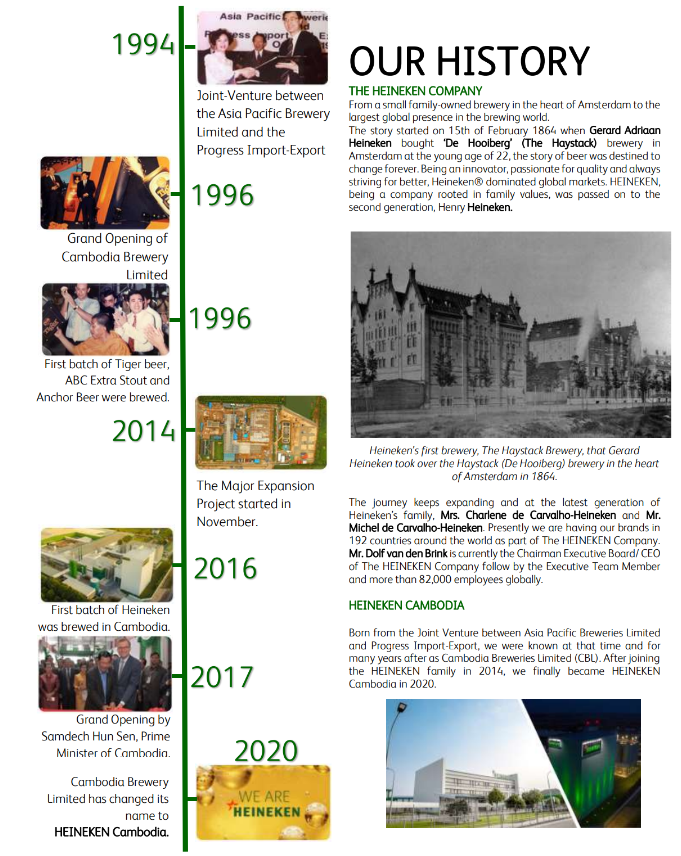 1994
Asia Pacific Brewerie
Progress Import-Ex
Joint-Venture between
the Asia Pacific Brewery
Limited and the
Progress Import-Export
1996
Grand Opening of
Cambodia Brewery
Limited
1996
First batch of Tiger beer,
ABC Extra Stout and
Anchor Beer were brewed.
2014
The Major Expansion
Project started in
November.
2016
First batch of Heineken
was brewed in Cambodia.
2017
Grand Opening by
Samdech Hun Sen, Prime
Minister of Cambodia.
2020
Cambodia Brewery
Limited has changed its
name to
HEINEKEN Cambodia.
WE ARE
HEINEKEN
OUR HISTORY
THE HEINEKEN COMPANY
From a small family-owned brewery in the heart of Amsterdam to the
largest global presence in the brewing world.
The story started on 15th of February 1864 when Gerard Adriaan
Heineken bought 'De Hooiberg' (The Haystack) brewery in
Amsterdam at the young age of 22, the story of beer was destined to
change forever. Being an innovator, passionate for quality and always
striving for better, Heineken® dominated global markets. HEINEKEN,
being a company rooted in family values, was passed on to the
second generation, Henry Heineken.
Heineken's first brewery, The Haystack Brewery, that Gerard
Heineken took over the Haystack (De Hooiberg) brewery in the heart
of Amsterdam in 1864.
The journey keeps expanding and at the latest generation of
Heineken's family, Mrs. Charlene de Carvalho-Heineken and Mr.
Michel de Carvalho-Heineken. Presently we are having our brands in
192 countries around the world as part of The HEINEKEN Company.
Mr. Dolf van den Brink is currently the Chairman Executive Board/ CEO
of The HEINEKEN Company follow by the Executive Team Member
and more than 82,000 employees globally.
HEINEKEN CAMBODIA
Born from the Joint Venture between Asia Pacific Breweries Limited
and Progress Import-Export, we were known at that time and for
many years after as Cambodia Breweries Limited (CBL). After joining
the HEINEKEN family in 2014, we finally became HEINEKEN
Cambodia in 2020.